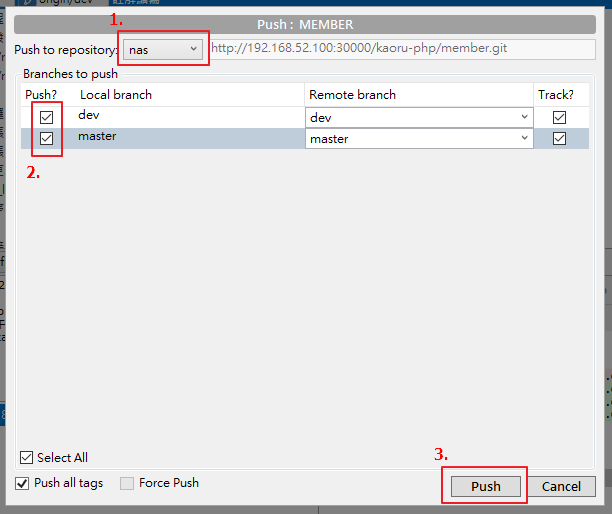 origin/dev
Push : MEMBER
1.
Push to repository:
nas
http://192.168.52.100:30000/kaoru-php/member.git
Branches to push
Push?
Local branch
Remote branch
Track?
dev
dev
master
master
2.
Select All
3.
Push all tags
Force Push
Push
Cancel